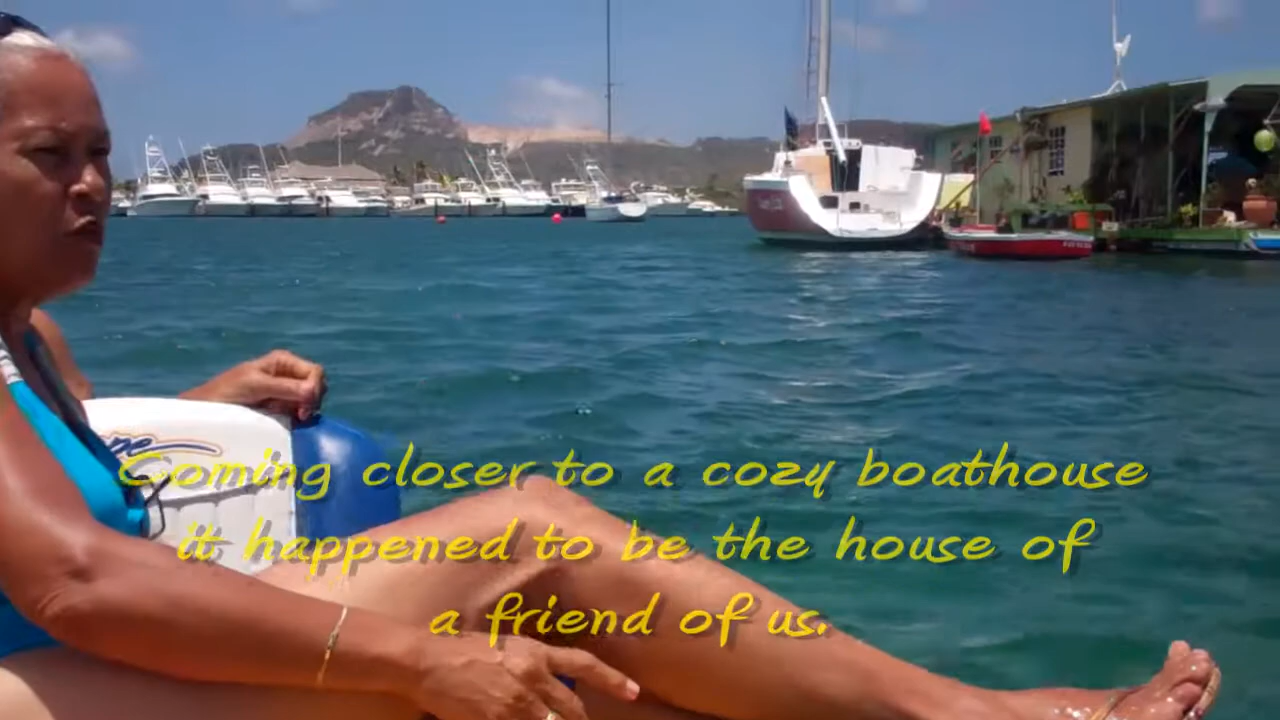 Coming closer to a cozy boathouse
it happened to be the house of
a friend of us.